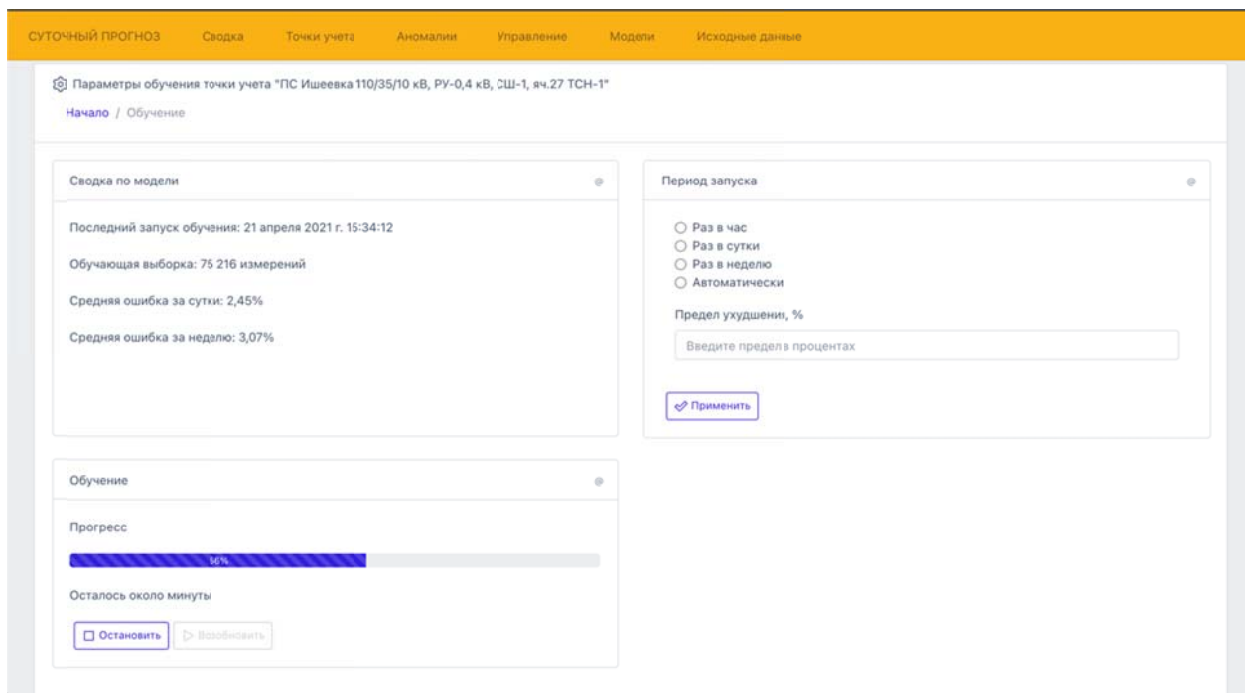 СУТОЧНЫЙ ПРОГНОЗ Сводка Точки учета Аномалии Управление Модели Исходные данные
Параметры обучения точки учета "ПС Ишеевка 110/35/10 кВ, РУ-0,4 кВ, СШ-1, яч.27 ТСН-1"
Начало / Обучение
Сводка по модели
Последний запуск обучения: 21 апреля 2021 г. 15:34:12
Обучающая выборка: 75 216 измерений
Средняя ошибка за сутки: 2,45%
Средняя ошибка за неделю: 3,07%
Период запуска
Раз в час
Раз в сутки
Раз в неделю
Автоматически
Предел ухудшени, %
Введите предел в процентах
Применить
Обучение
Прогресс
56%
Осталось около минуты
Остановить Возобновить